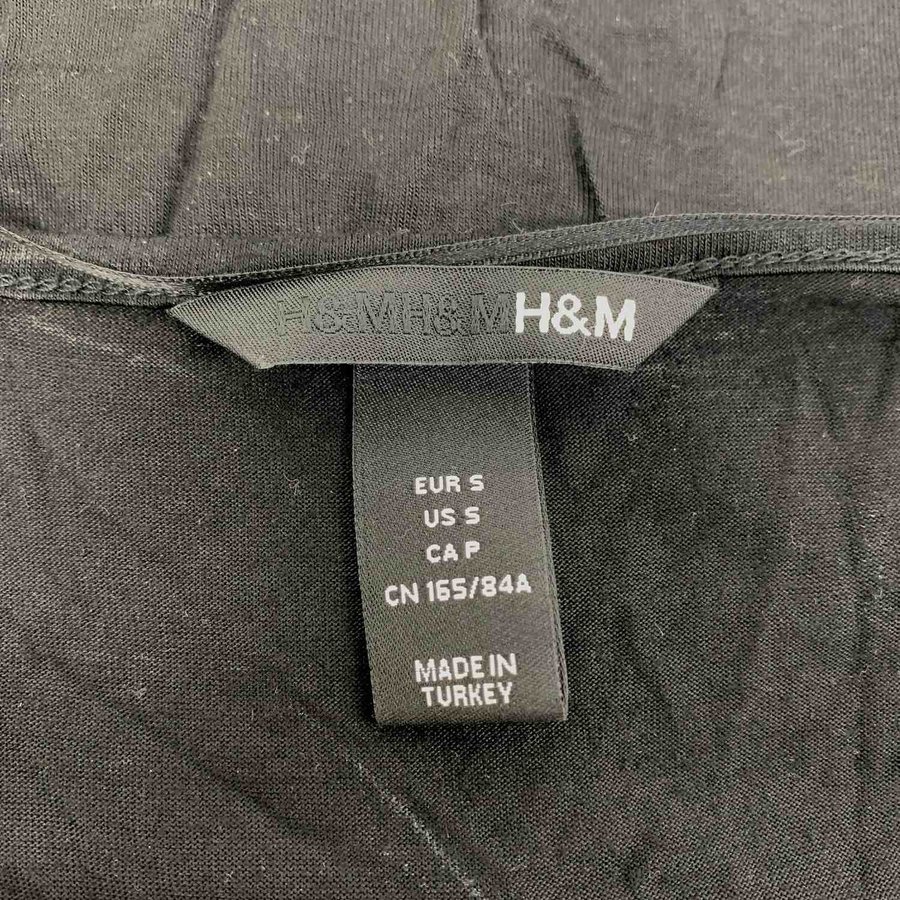 H&MH&MH&M
EUR S
US S
CA P
CN 165/84A
MADE IN
TURKEY